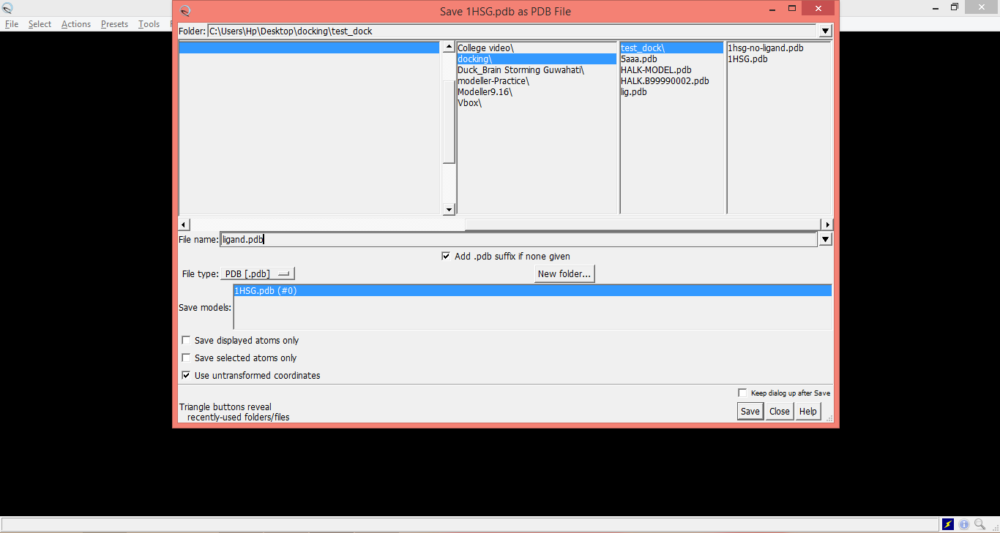 Save 1HSG.pdb as PDB File
File Select Actions Presets Tools
Folder: C:\Users\Hp\Desktop\docking\test_dock
College video\
docking\
Duck_Brain Storming Guwahati\
modeller-Practice\
Modeller9.16\
Vbox\
test_dock\
5aaa.pdb
HALK-MODEL.pdb
HALK.B99990002.pdb
lig.pdb
1hsg-no-ligand.pdb
1HSG.pdb
File name: ligand.pdb
Add .pdb suffix if none given
File type: PDB [.pdb] New folder...
Save models: 1HSG.pdb (#0)
Save displayed atoms only
Save selected atoms only
Use untransformed coordinates
Keep dialog up after Save
Triangle buttons reveal
recently-used folders/files
Save Close Help